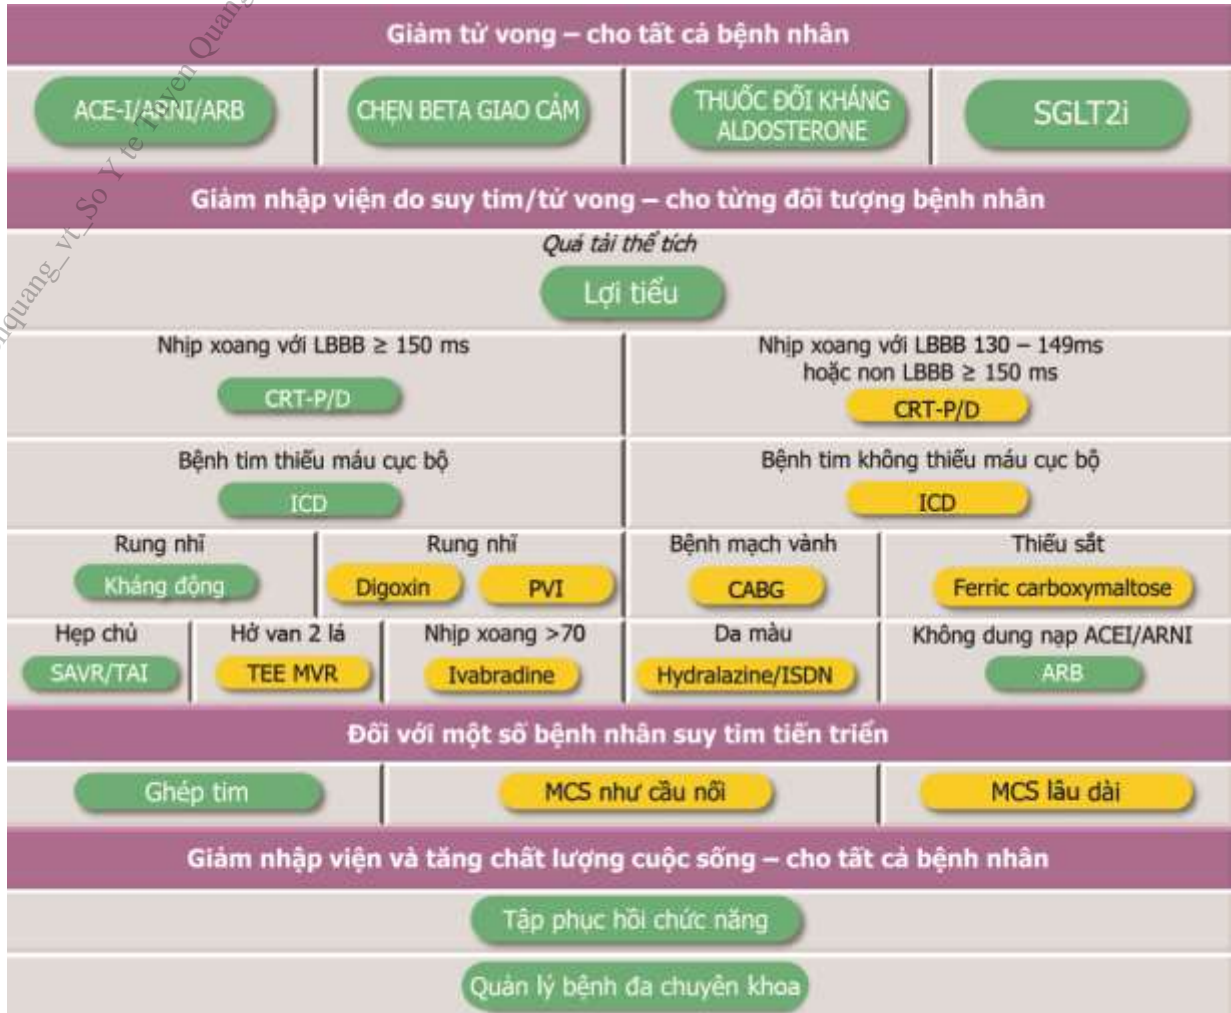 Giảm tử vong – cho tất cả bệnh nhân
ACE-I/ARNI/ARB
CHẸN BETA GIAO CẢM
THUỐC ĐỐI KHÁNG
ALDOSTERONE
SGLT2i
Giảm nhập viện do suy tim/tử vong – cho từng đối tượng bệnh nhân
Quá tải thể tích
Lợi tiểu
Nhịp xoang với LBBB ≥ 150 ms
CRT-P/D
Nhịp xoang với LBBB 130 – 149ms
hoặc non LBBB ≥ 150 ms
CRT-P/D
Bệnh tim thiếu máu cục bộ
ICD
Bệnh tim không thiếu máu cục bộ
ICD
Rung nhĩ
Kháng động
Rung nhĩ
Digoxin
PVI
Bệnh mạch vành
CABG
Thiếu sắt
Ferric carboxymaltose
Hẹp chủ
SAVR/TAI
Hở van 2 lá
TEE MVR
Nhịp xoang >70
Ivabradine
Da màu
Hydralazine/ISDN
Không dung nạp ACEI/ARNI
ARB
Đối với một số bệnh nhân suy tim tiến triển
Ghép tim
MCS như cầu nối
MCS lâu dài
Giảm nhập viện và tăng chất lượng cuộc sống – cho tất cả bệnh nhân
Tập phục hồi chức năng
Quản lý bệnh đa chuyên khoa
quang_vt_So Y te Tuyen Quang